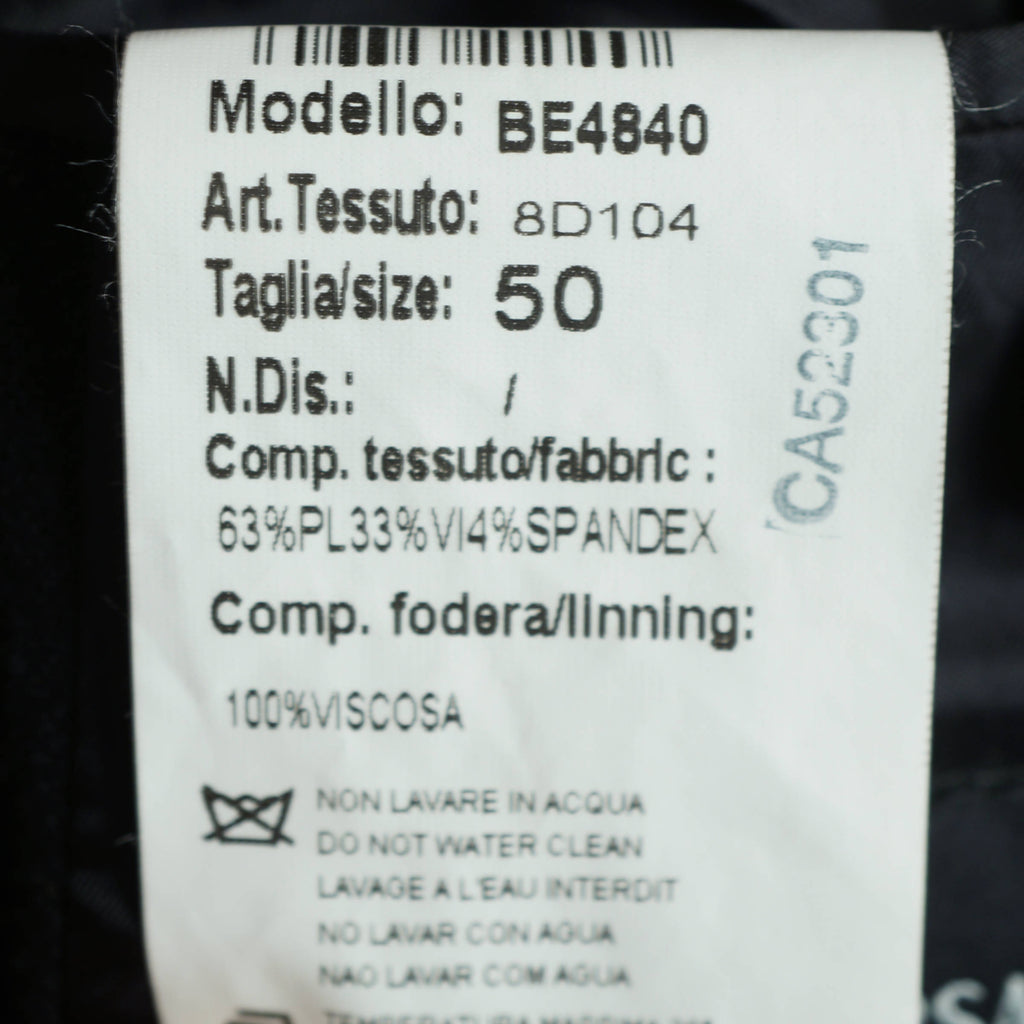 Modello: BE4840
Art.Tessuto: 8D104
Taglia/size: 50
N.Dis.: /
Comp. tessuto/fabbric :
63%PL33%VI4%SPANDEX
Comp. fodera/linning:
100%VISCOSA
NON LAVARE IN ACQUA
DO NOT WATER CLEAN
LAVAGE A L'EAU INTERDIT
NO LAVAR CON AGUA
NAO LAVAR COM AGUA
TEMPERATURA MASSIMA
CA52301